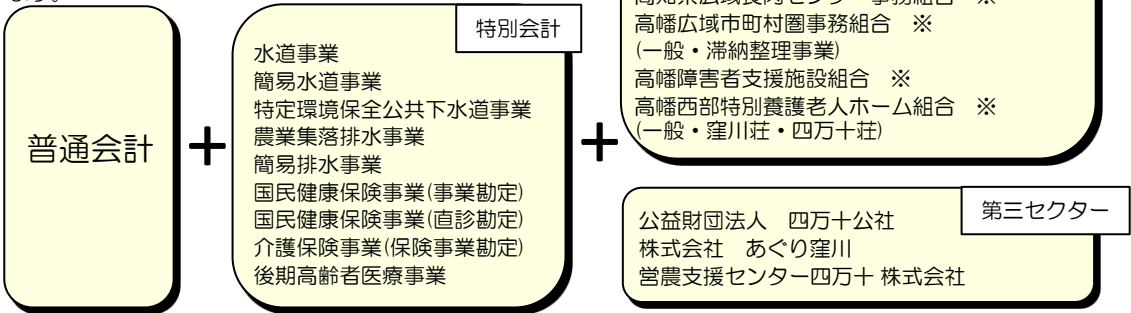 ます。
普通会計
+
特別会計
水道事業
簡易水道事業
特定環境保全公共下水道事業
農業集落排水事業
簡易排水事業
国民健康保険事業(事業勘定)
国民健康保険事業(直診勘定)
介護保険事業(保険事業勘定)
後期高齢者医療事業
+
高幡広域市町村圏事務組合 ※
(一般・滞納整理事業)
高幡障害者支援施設組合 ※
高幡西部特別養護老人ホーム組合 ※
(一般・窪川荘・四万十荘)
第三セクター
公益財団法人 四万十公社
株式会社 あぐり窪川
営農支援センター四万十 株式会社